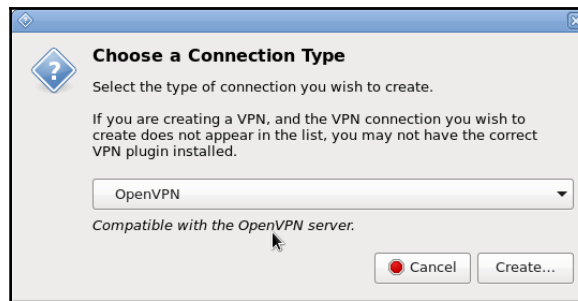 Choose a Connection Type
Select the type of connection you wish to create.
If you are creating a VPN, and the VPN connection you wish to
create does not appear in the list, you may not have the correct
VPN plugin installed.
OpenVPN
Compatible with the OpenVPN server.
Cancel
Create...